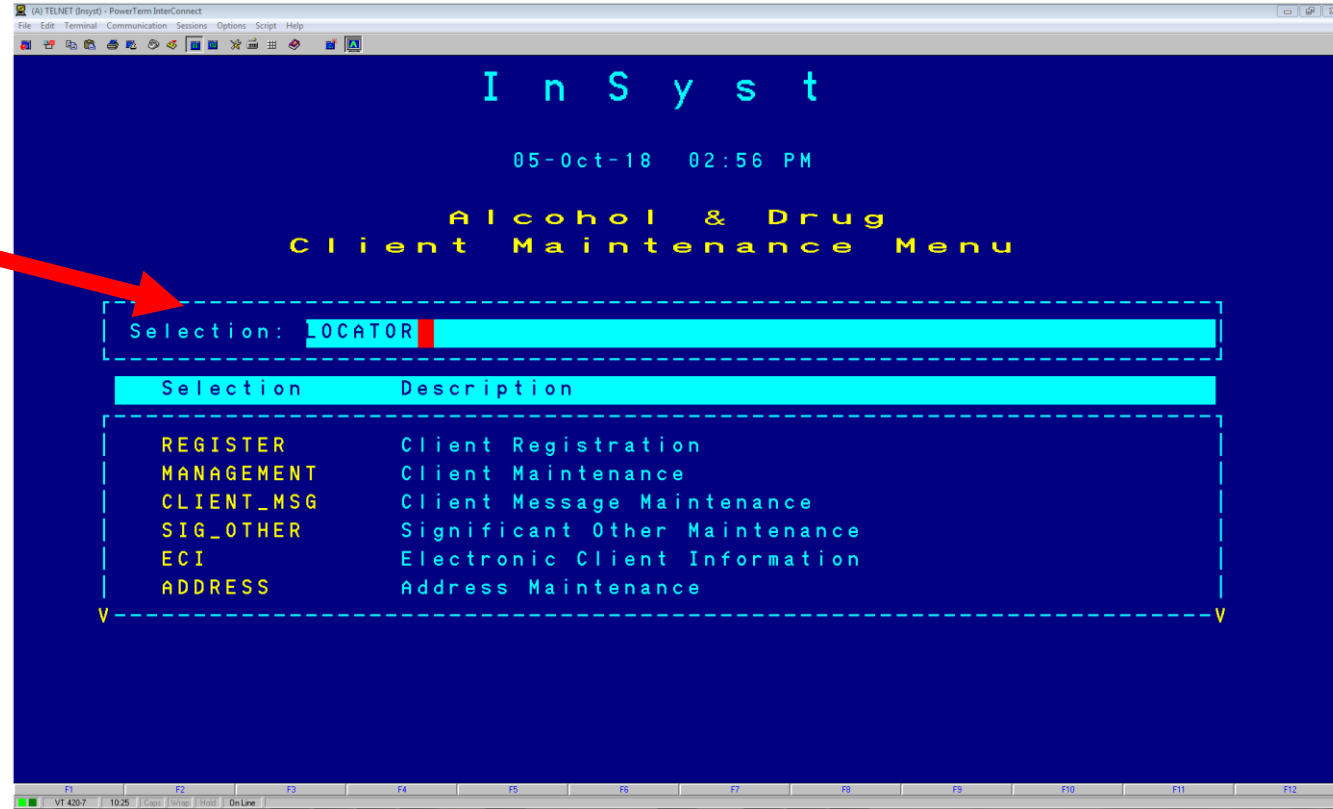 (A) TELNET (Insyst) - PowerTerm InterConnect
File Edit Terminal Communication Sessions Options Script Help
InSyst
05-Oct-18 02:56 PM
Alcohol & Drug
Client Maintenance Menu
Selection: LOCATOR
Selection Description
REGISTER Client Registration
MANAGEMENT Client Maintenance
CLIENT_MSG Client Message Maintenance
SIG_OTHER Significant Other Maintenance
ECI Electronic Client Information
ADDRESS Address Maintenance
V V
F1 F2 F3 F4 F5 F6 F7 F8 F9 F10 F11 F12
VT 420-7 10:25 Caps Wrap Hold On Line